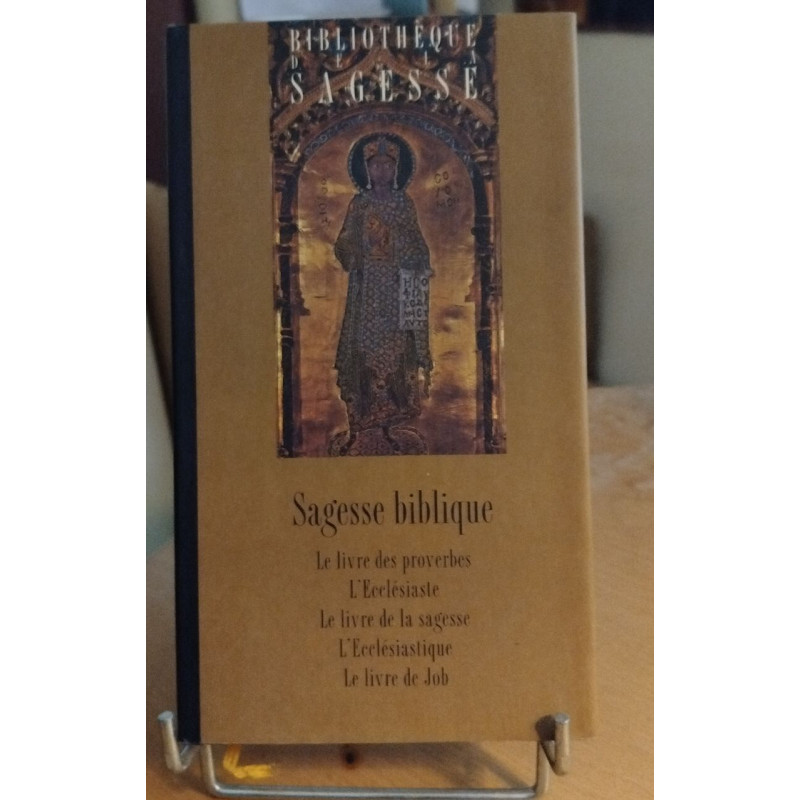 BIBLIOTHÈQUE
DE LA
SAGESSE
Sagesse biblique
Le livre des proverbes
L'Ecclésiaste
Le livre de la sagesse
L'Ecclésiastique
Le livre de Job